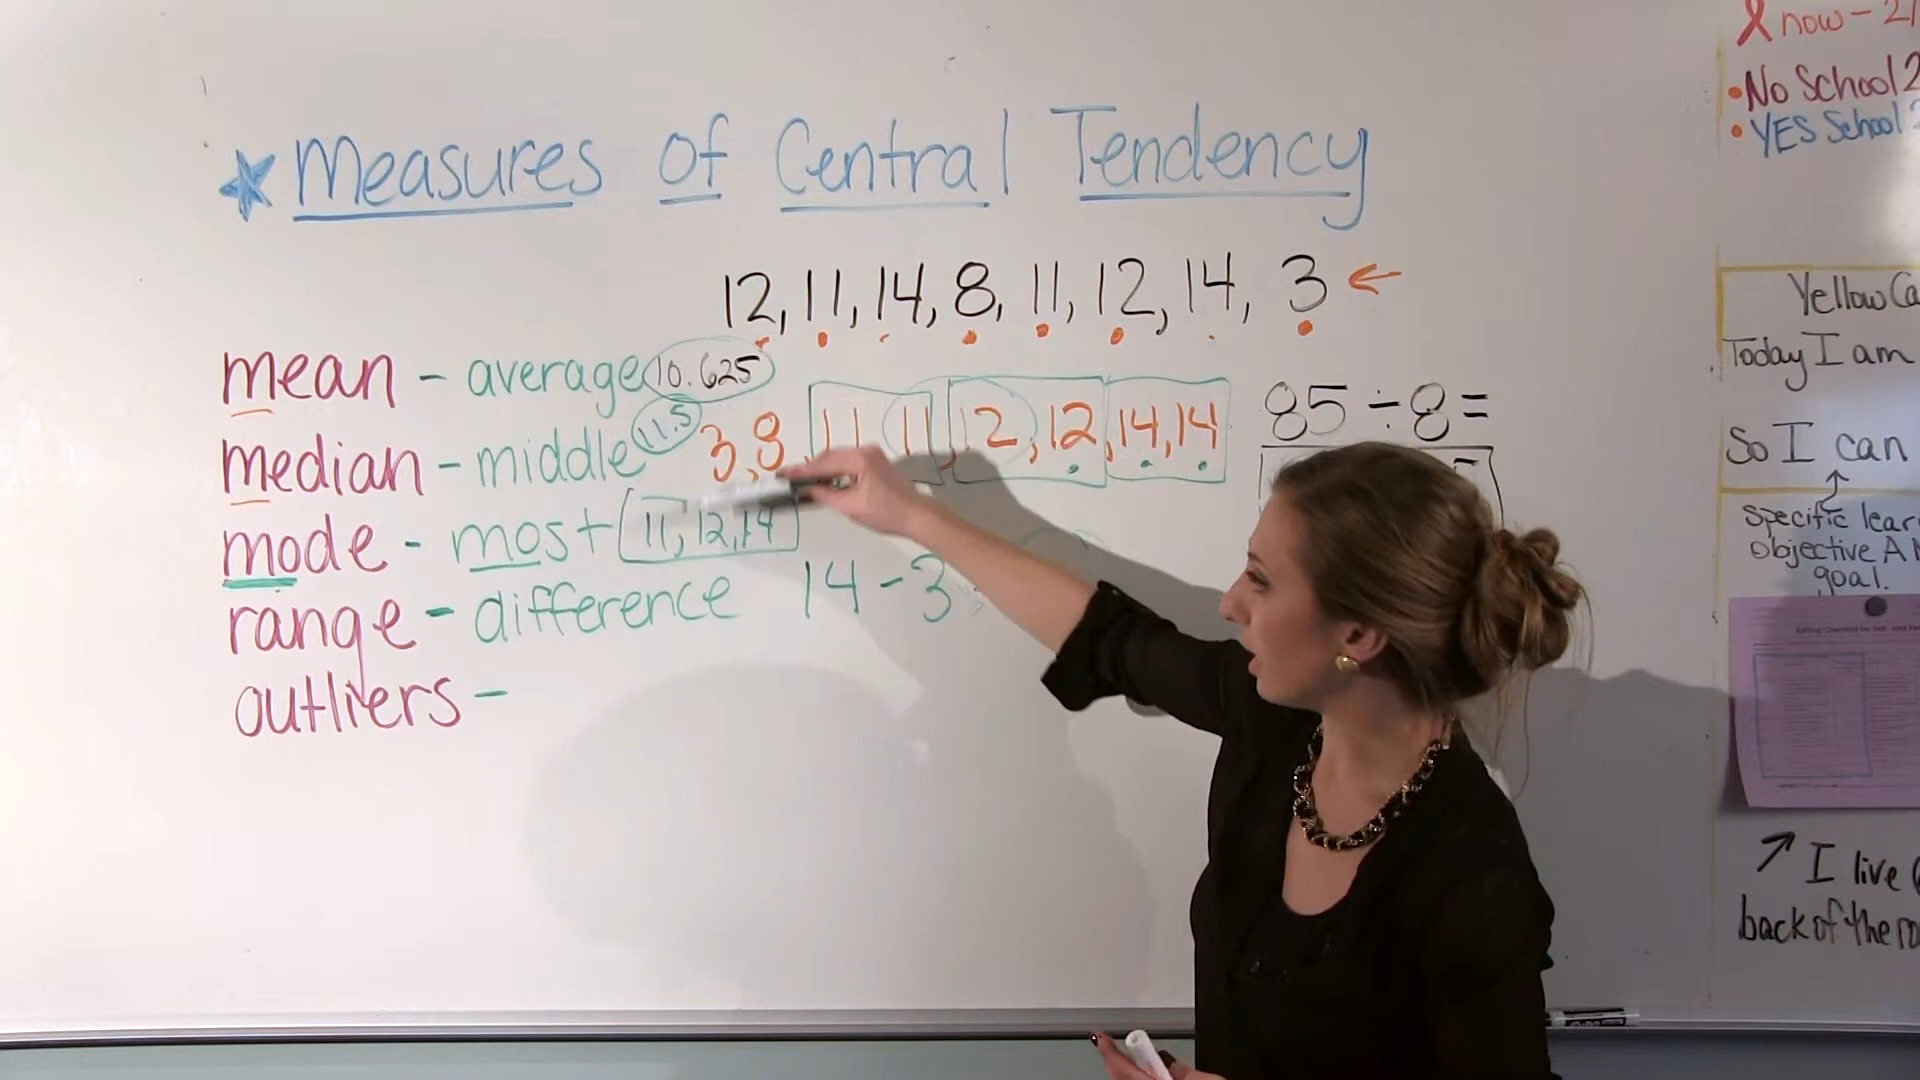 ★ Measures of Central Tendency
12, 11, 14, 8, 11, 12, 14, 3 ←
mean - average 10.625
median - middle 11.5
3, 8, 11, 11, 12, 12, 14, 14
85 ÷ 8 =
mode - most 11, 12, 14
range - difference 14 - 3
outliers -
now - 21
• No School 2
• YES School
Yellow Ca
Today I am
So I can
specific lear
objective A
goal.
↗ I live
back of the ro